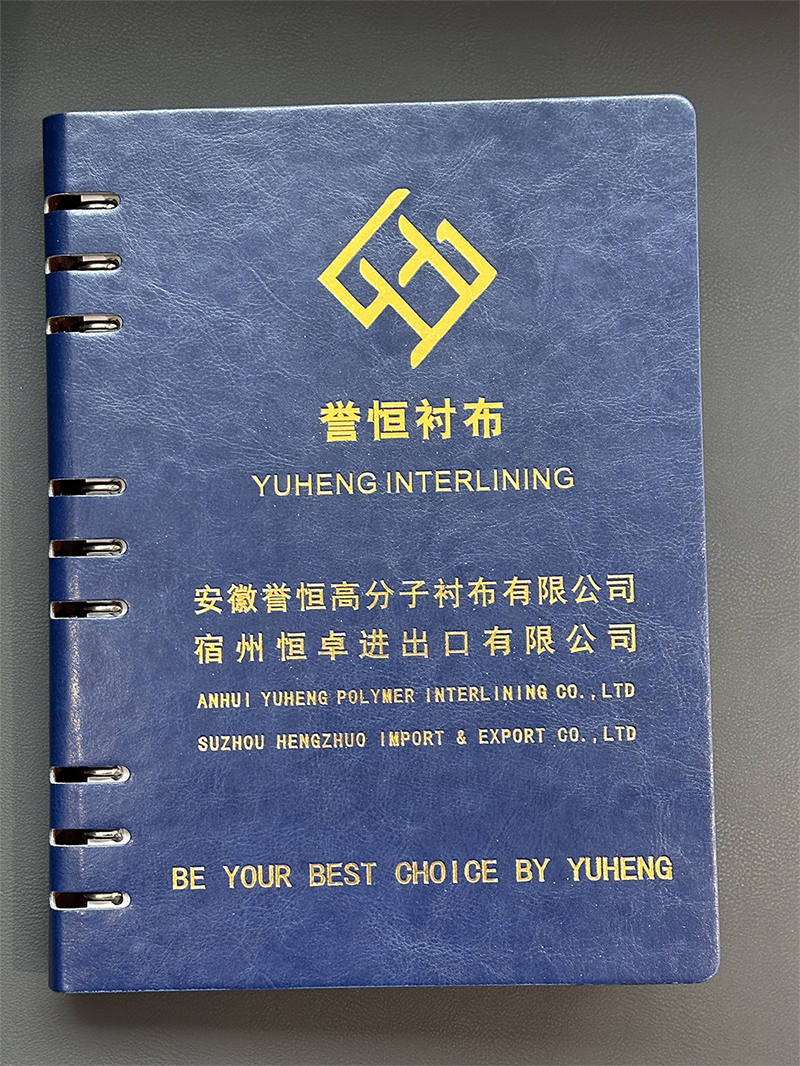 誉恒衬布
YUHENG INTERLINING
安徽誉恒高分子衬布有限公司
宿州恒卓进出口有限公司
ANHUI YUHENG POLYMER INTERLINING CO.,LTD
SUZHOU HENGZHUO IMPORT & EXPORT CO.,LTD
BE YOUR BEST CHOICE BY YUHENG